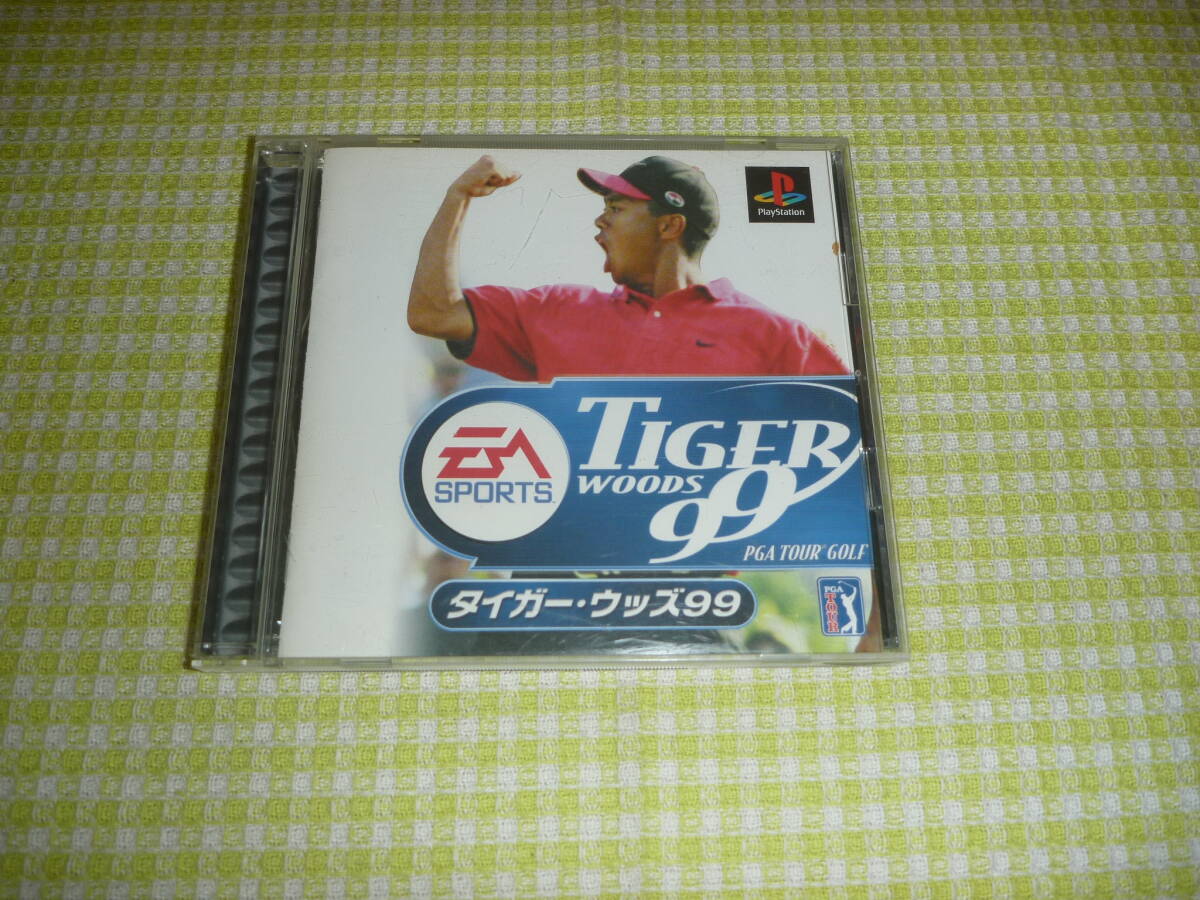 PlayStation
EA
SPORTS
TIGER
WOODS
99
PGA TOUR GOLF
タイガー・ウッズ99
PGA
TOUR